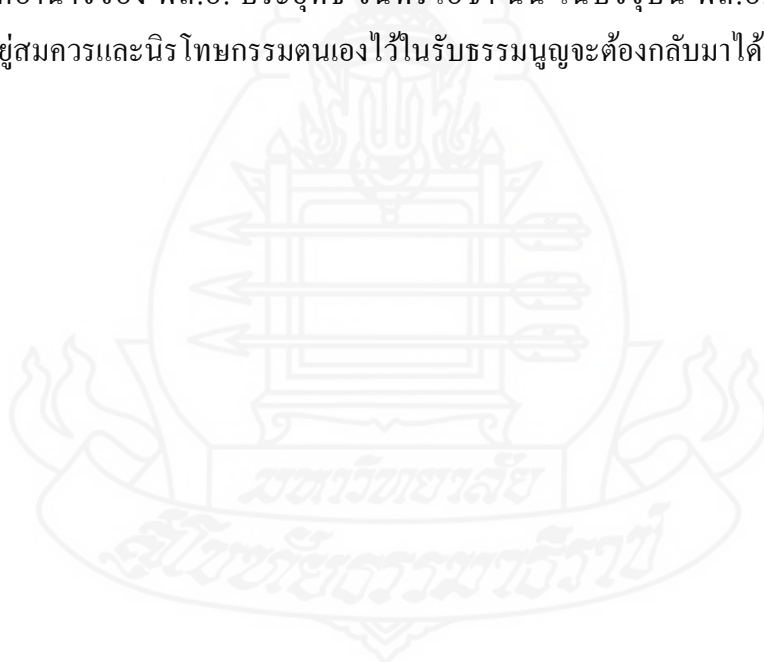 ของ พล.อ. ประยุทธ์ จันทร์โอชา นั้น ในปัจจุบัน พล.อ.
ยู่สมควรและนิรโทษกรรมตนเองไว้ในรับธรรมนูญจะต้องกลับมาได้
มหาวิทยาลัย
สุโขทัยธรรมาธิราช